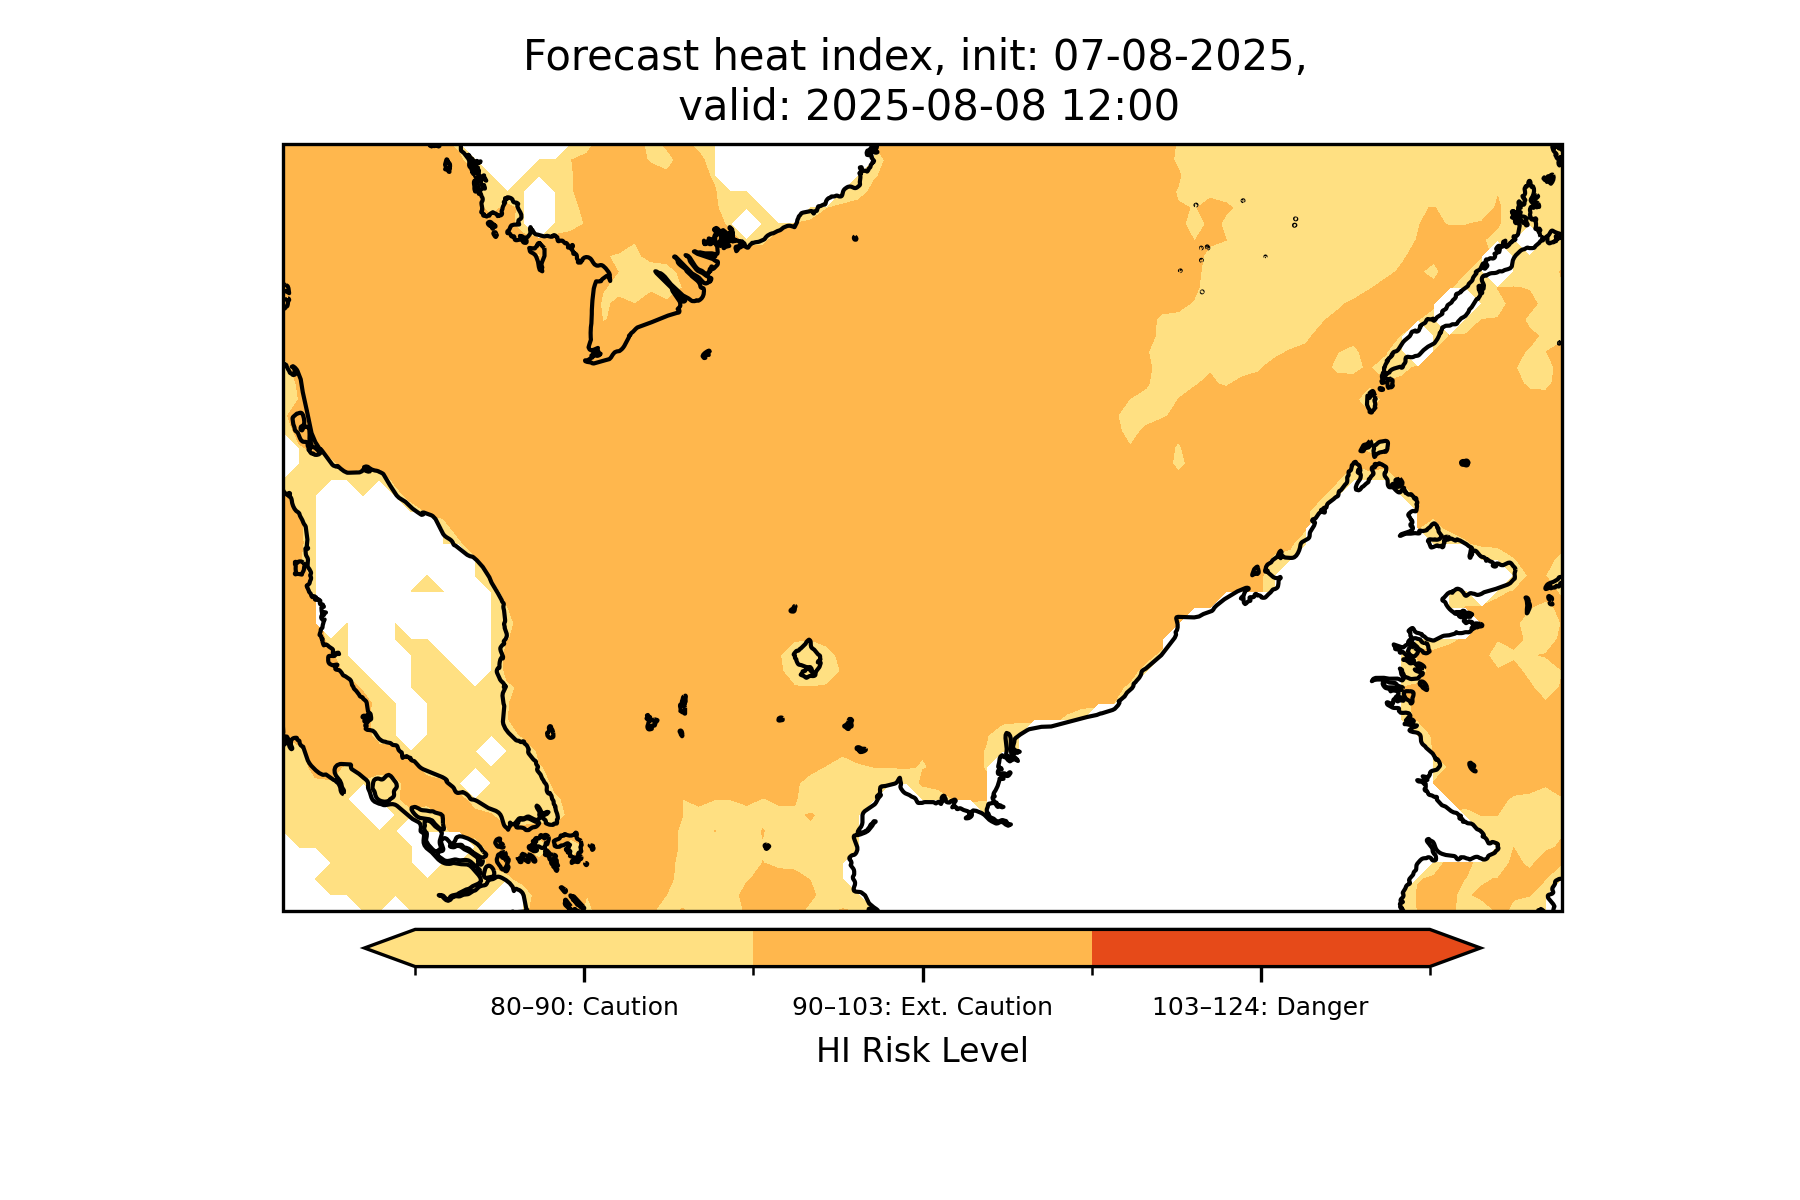 Forecast heat index, init: 07-08-2025,
valid: 2025-08-08 12:00
80–90: Caution
90–103: Ext. Caution
103–124: Danger
HI Risk Level